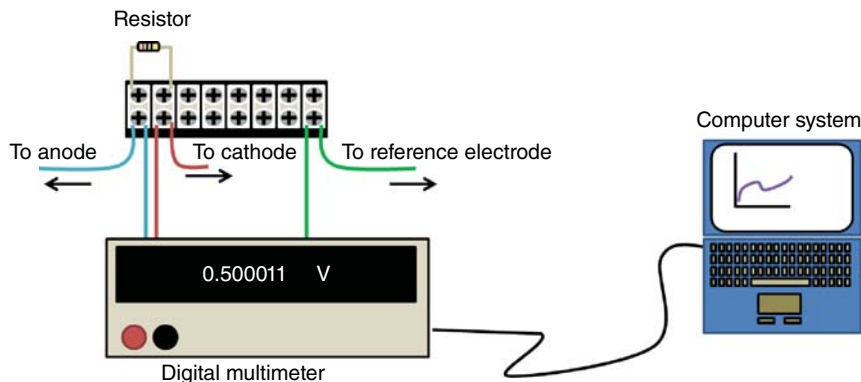 Resistor
To anode
To cathode
To reference electrode
Computer system
0.500011 V
Digital multimeter